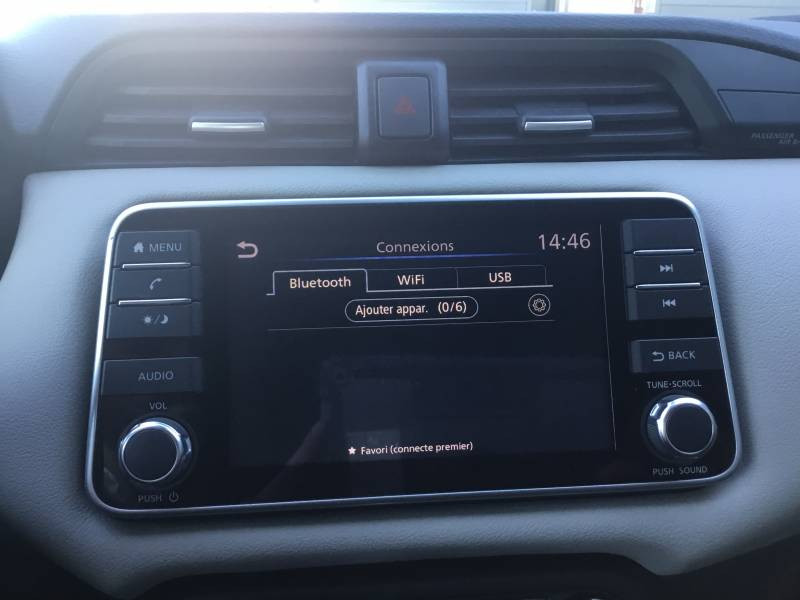 PASSENGER
AIR B
MENU
Connexions
14:46
Bluetooth
WiFi
USB
Ajouter appar. (0/6)
BACK
AUDIO
TUNE·SCROLL
VOL
Favori (connecte premier)
PUSH
PUSH SOUND